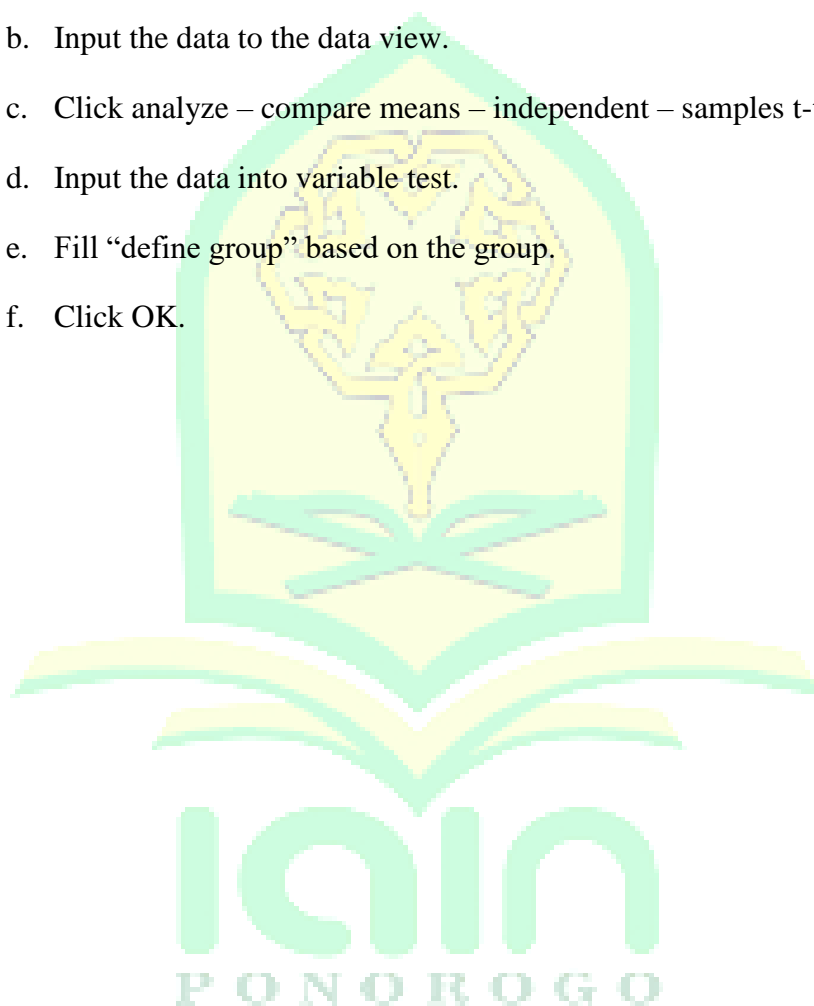 b. Input the data to the data view.
c. Click analyze – compare means – independent – samples t-
d. Input the data into variable test.
e. Fill “define group” based on the group.
f. Click OK.
iain
PONOROGO